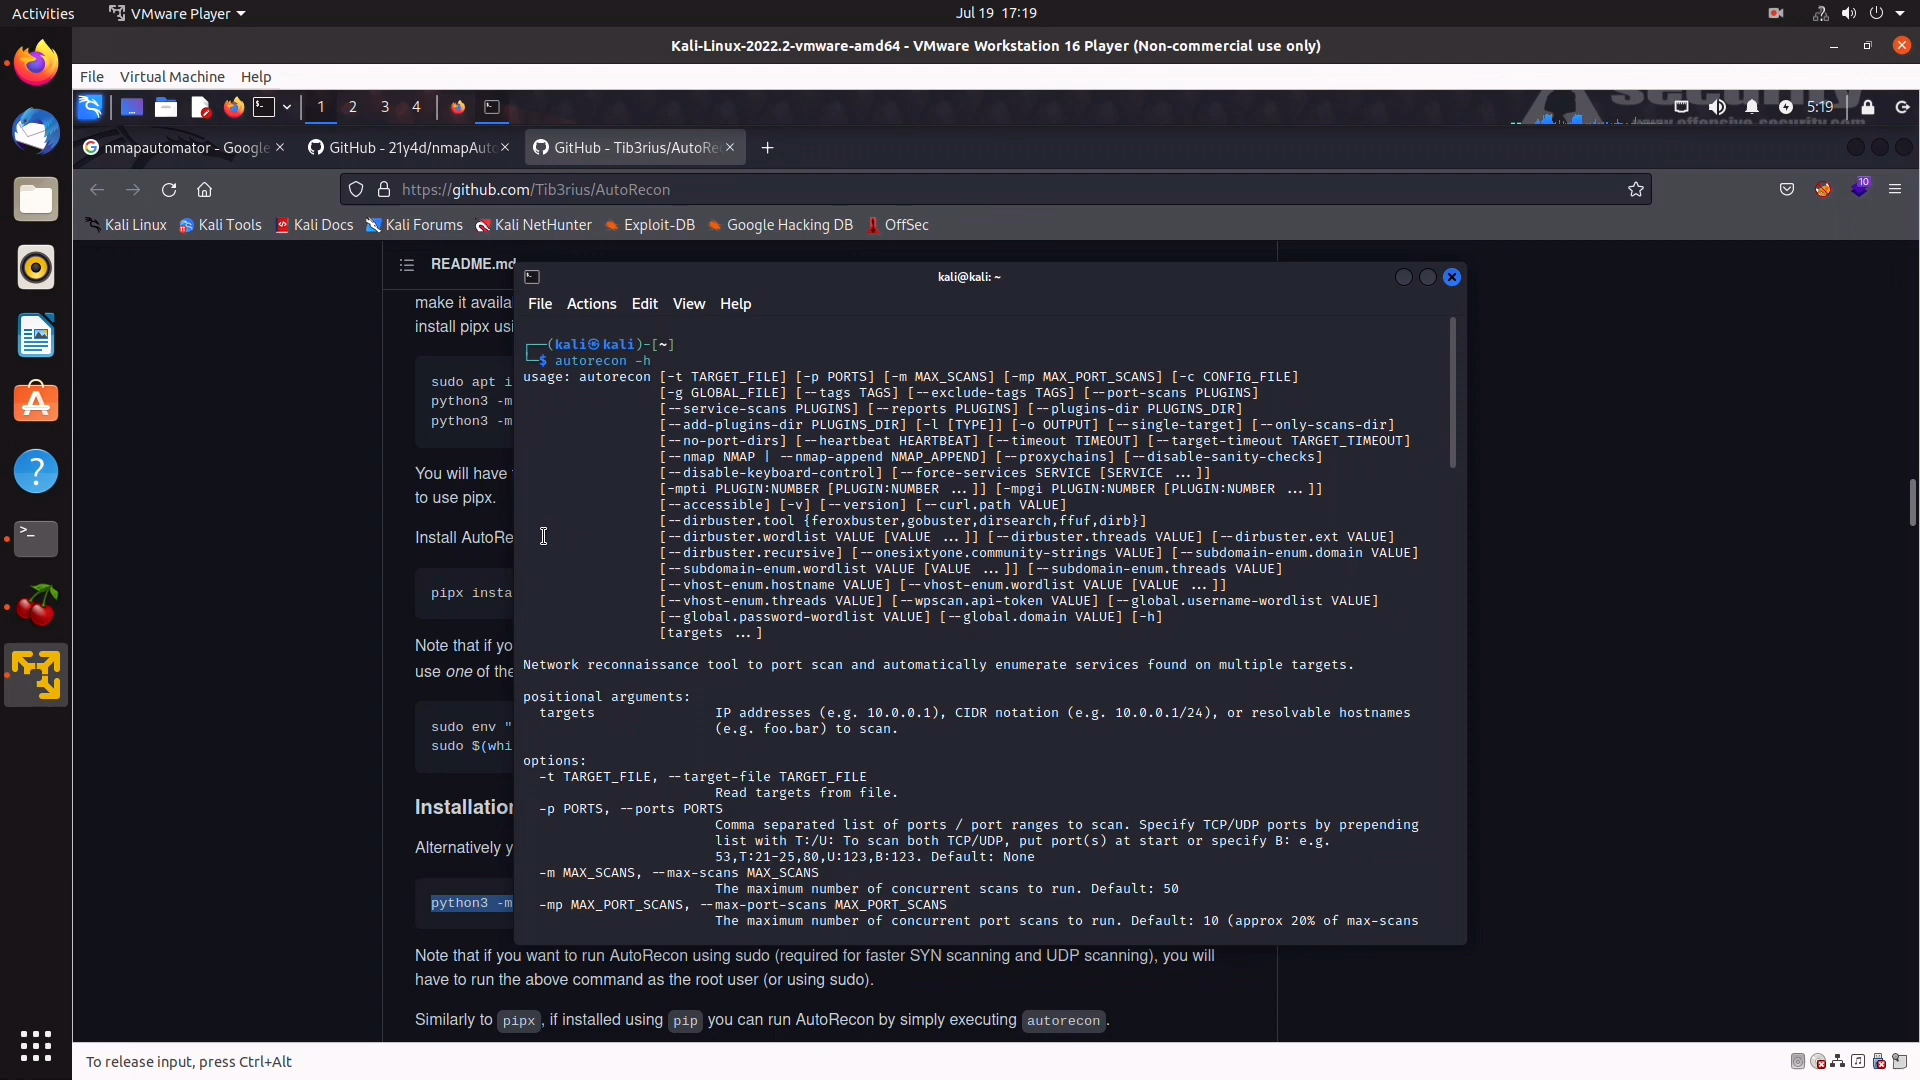 Activities
VMware Player
Jul 19 17:19
Kali-Linux-2022.2-vmware-amd64 - VMware Workstation 16 Player (Non-commercial use only)
File Virtual Machine Help
1 2 3 4
5:19
nmapautomator - Google
GitHub - 21y4d/nmapAuto
GitHub - Tib3rius/AutoRec
https://github.com/Tib3rius/AutoRecon
10
Kali Linux Kali Tools Kali Docs Kali Forums Kali NetHunter Exploit-DB Google Hacking DB OffSec
README.md
make it availa
install pipx usi
sudo apt i
python3 -m
python3 -m
You will have
to use pipx.
Install AutoRe
pipx insta
Note that if yo
use one of the
sudo env "
sudo $(whi
Installation
Alternatively y
python3 -m
Note that if you want to run AutoRecon using sudo (required for faster SYN scanning and UDP scanning), you will
have to run the above command as the root user (or using sudo).
Similarly to pipx, if installed using pip you can run AutoRecon by simply executing autorecon.
kali@kali: ~
File Actions Edit View Help
┌──(kali㉿kali)-[~]
└─$ autorecon -h
usage: autorecon [-t TARGET_FILE] [-p PORTS] [-m MAX_SCANS] [-mp MAX_PORT_SCANS] [-c CONFIG_FILE]
[-g GLOBAL_FILE] [--tags TAGS] [--exclude-tags TAGS] [--port-scans PLUGINS]
[--service-scans PLUGINS] [--reports PLUGINS] [--plugins-dir PLUGINS_DIR]
[--add-plugins-dir PLUGINS_DIR] [-l [TYPE]] [-o OUTPUT] [--single-target] [--only-scans-dir]
[--no-port-dirs] [--heartbeat HEARTBEAT] [--timeout TIMEOUT] [--target-timeout TARGET_TIMEOUT]
[--nmap NMAP | --nmap-append NMAP_APPEND] [--proxychains] [--disable-sanity-checks]
[--disable-keyboard-control] [--force-services SERVICE [SERVICE ...]]
[-mpti PLUGIN:NUMBER [PLUGIN:NUMBER ...]] [-mpgi PLUGIN:NUMBER [PLUGIN:NUMBER ...]]
[--accessible] [-v] [--version] [--curl.path VALUE]
[--dirbuster.tool {feroxbuster,gobuster,dirsearch,ffuf,dirb}]
[--dirbuster.wordlist VALUE [VALUE ...]] [--dirbuster.threads VALUE] [--dirbuster.ext VALUE]
[--dirbuster.recursive] [--onesixtyone.community-strings VALUE] [--subdomain-enum.domain VALUE]
[--subdomain-enum.wordlist VALUE [VALUE ...]] [--subdomain-enum.threads VALUE]
[--vhost-enum.hostname VALUE] [--vhost-enum.wordlist VALUE [VALUE ...]]
[--vhost-enum.threads VALUE] [--wpscan.api-token VALUE] [--global.username-wordlist VALUE]
[--global.password-wordlist VALUE] [--global.domain VALUE] [-h]
[targets ...]
Network reconnaissance tool to port scan and automatically enumerate services found on multiple targets.
positional arguments:
targets IP addresses (e.g. 10.0.0.1), CIDR notation (e.g. 10.0.0.1/24), or resolvable hostnames
(e.g. foo.bar) to scan.
options:
-t TARGET_FILE, --target-file TARGET_FILE
Read targets from file.
-p PORTS, --ports PORTS
Comma separated list of ports / port ranges to scan. Specify TCP/UDP ports by prepending
list with T:/U: To scan both TCP/UDP, put port(s) at start or specify B: e.g.
53,T:21-25,80,U:123,B:123. Default: None
-m MAX_SCANS, --max-scans MAX_SCANS
The maximum number of concurrent scans to run. Default: 50
-mp MAX_PORT_SCANS, --max-port-scans MAX_PORT_SCANS
The maximum number of concurrent port scans to run. Default: 10 (approx 20% of max-scans
To release input, press Ctrl+Alt